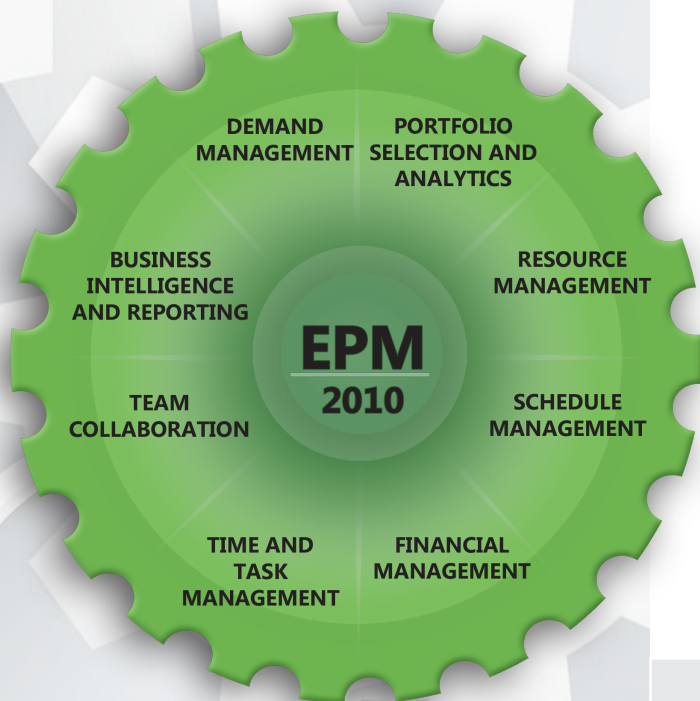 DEMAND
MANAGEMENT
PORTFOLIO
SELECTION AND
ANALYTICS
BUSINESS
INTELLIGENCE
AND REPORTING
RESOURCE
MANAGEMENT
EPM
2010
TEAM
COLLABORATION
SCHEDULE
MANAGEMENT
TIME AND
TASK
MANAGEMENT
FINANCIAL
MANAGEMENT